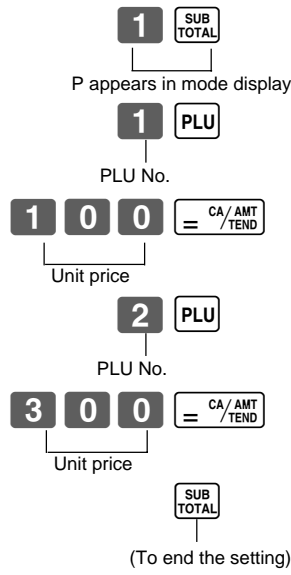 1 SUB TOTAL
P appears in mode display
1 PLU
PLU No.
1 0 0 = CA/AMT TEND
Unit price
2 PLU
PLU No.
3 0 0 = CA/AMT TEND
Unit price
SUB TOTAL
(To end the setting)